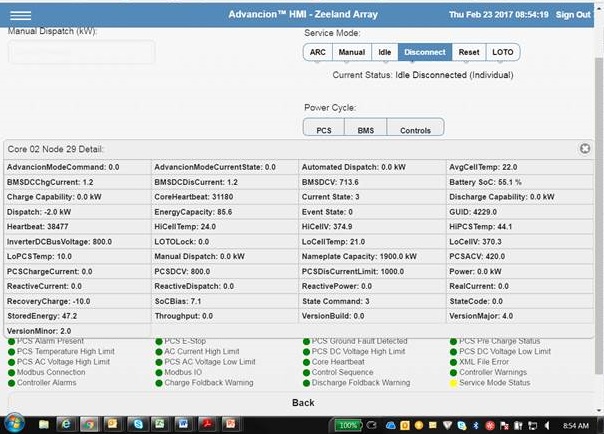 Advancion™ HMI - Zeeland Array Thu Feb 23 2017 08:54:19 Sign Out
Manual Dispatch (kW): Service Mode:
ARC Manual Idle Disconnect Reset LOTO
Current Status: Idle Disconnected (Individual)
Power Cycle:
PCS BMS Controls
Core 02 Node 29 Detail:
AdvancionModeCommand: 0.0 AdvancionModeCurrentState: 0.0 Automated Dispatch: 0.0 kW AvgCellTemp: 22.0
BMSDCChgCurrent: 1.2 BMSDCDisCurrent: 1.2 BMSDCV: 713.6 Battery SoC: 55.1 %
Charge Capability: 0.0 kW CoreHeartbeat: 31180 Current State: 3 Discharge Capability: 0.0 kW
Dispatch: -2.0 kW EnergyCapacity: 85.6 Event State: 0 GUID: 4229.0
Heartbeat: 38477 HiCellTemp: 24.0 HiCellV: 374.9 HiPCSTemp: 44.1
InverterDCBusVoltage: 800.0 LOTOLock: 0.0 LoCellTemp: 21.0 LoCellV: 370.3
LoPCSTemp: 10.0 Manual Dispatch: 0.0 kW Nameplate Capacity: 1900.0 kW PCSACV: 420.0
PCSChargeCurrent: 0.0 PCSDCV: 800.0 PCSDisCurrentLimit: 1000.0 Power: 0.0 kW
ReactiveCurrent: 0.0 ReactiveDispatch: 0.0 ReactivePower: 0.0 RealCurrent: 0.0
RecoveryCharge: -10.0 SoCBias: 7.1 State Command: 3 StateCode: 0.0
StoredEnergy: 47.2 Throughput: 0.0 VersionBuild: 0.0 VersionMajor: 4.0
VersionMinor: 2.0
PCS Alarm Present PCS E-Stop PCS Ground Fault Detected PCS Pre Charge Status
PCS Temperature High Limit AC Current High Limit PCS DC Voltage High Limit PCS DC Voltage Low Limit
PCS AC Voltage High Limit PCS AC Voltage Low Limit Core Heartbeat XML File Error
Modbus Connection Modbus IO Control Sequence Controller Warnings
Controller Alarms Charge Foldback Warning Discharge Foldback Warning Service Mode Status
Back
100% 8:54 AM